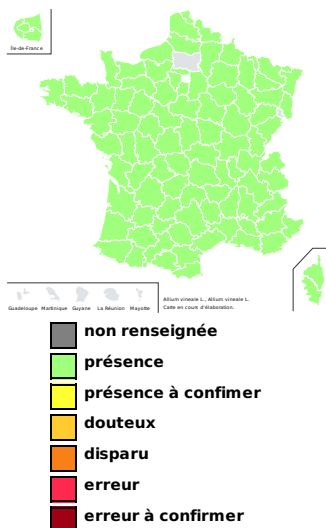 Île-de-France
Guadeloupe Martinique Guyane La Réunion Mayotte
Allium vineale L., Allium vineale L.
Carte en cours d'élaboration.
non renseignée
présence
présence à confimer
douteux
disparu
erreur
erreur à confirmer